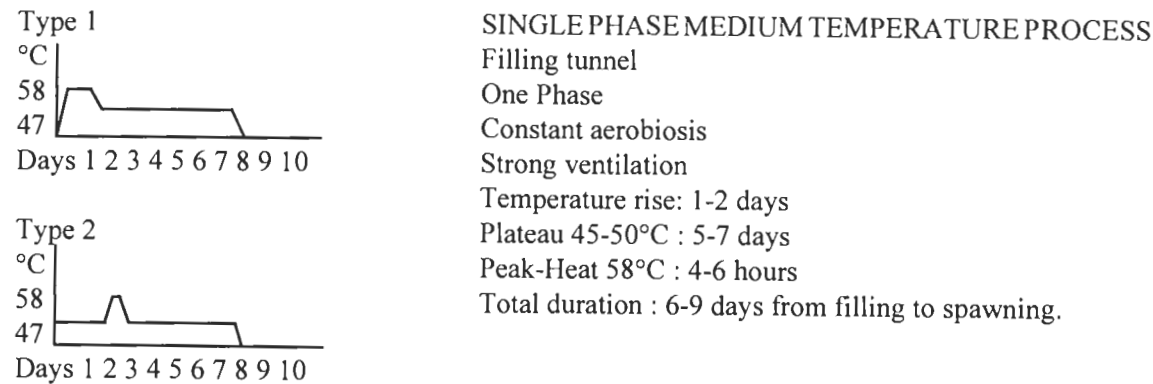 Type 1
°C
58
47
Days 1 2 3 4 5 6 7 8 9 10
Type 2
°C
58
47
Days 1 2 3 4 5 6 7 8 9 10
SINGLE PHASE MEDIUM TEMPERATURE PROCESS
Filling tunnel
One Phase
Constant aerobiosis
Strong ventilation
Temperature rise: 1-2 days
Plateau 45-50°C : 5-7 days
Peak-Heat 58°C : 4-6 hours
Total duration : 6-9 days from filling to spawning.